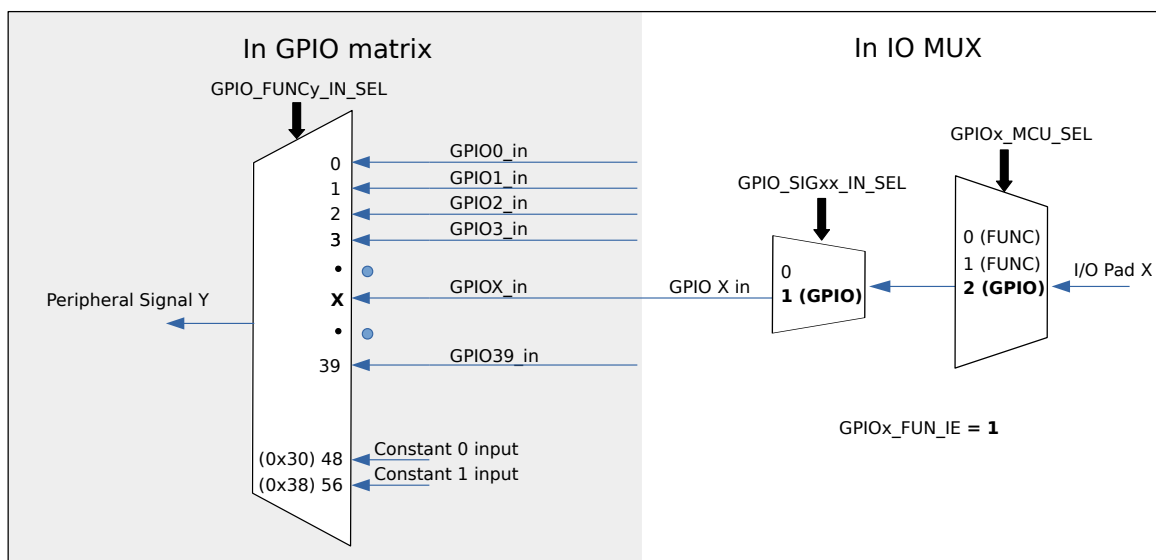 In GPIO matrix
In IO MUX
GPIO_FUNCy_IN_SEL
GPIOx_MCU_SEL
GPIO_SIGxx_IN_SEL
0 GPIO0_in
1 GPIO1_in
2 GPIO2_in
3 GPIO3_in
X GPIOX_in
39 GPIO39_in
(0x30) 48 Constant 0 input
(0x38) 56 Constant 1 input
Peripheral Signal Y
GPIO X in
0
1 (GPIO)
0 (FUNC)
1 (FUNC)
2 (GPIO)
I/O Pad X
GPIOx_FUN_IE = 1